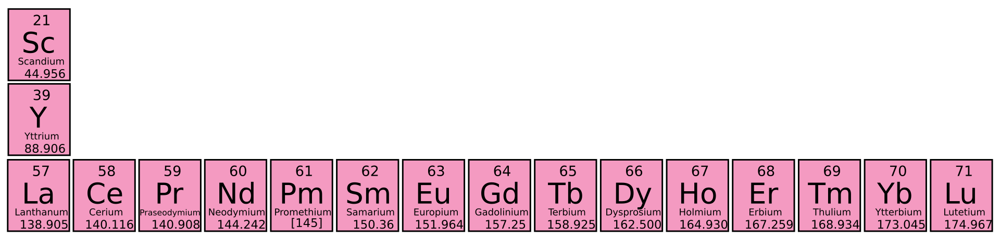 21
Sc
Scandium
44.956
39
Y
Yttrium
88.906
57
La
Lanthanum
138.905
58
Ce
Cerium
140.116
59
Pr
Praseodymium
140.908
60
Nd
Neodymium
144.242
61
Pm
Promethium
[145]
62
Sm
Samarium
150.36
63
Eu
Europium
151.964
64
Gd
Gadolinium
157.25
65
Tb
Terbium
158.925
66
Dy
Dysprosium
162.500
67
Ho
Holmium
164.930
68
Er
Erbium
167.259
69
Tm
Thulium
168.934
70
Yb
Ytterbium
173.045
71
Lu
Lutetium
174.967